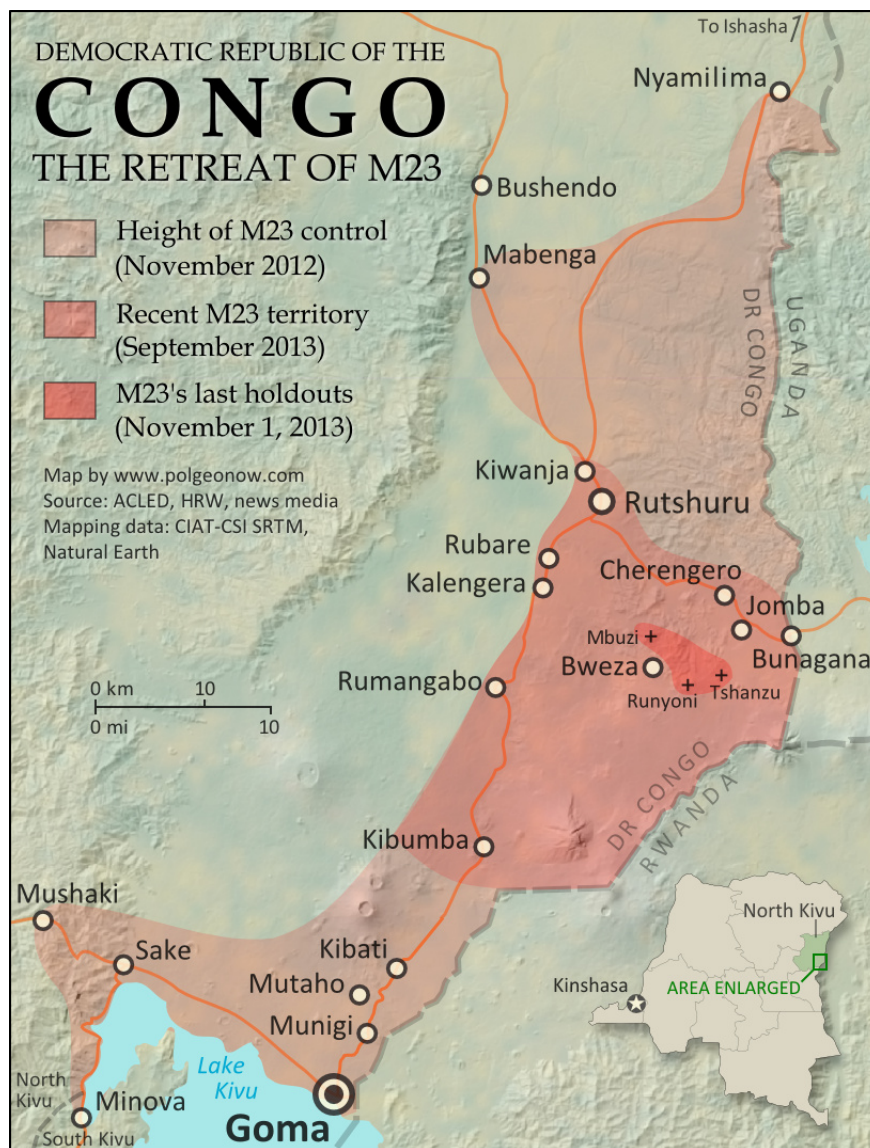 DEMOCRATIC REPUBLIC OF THE
CONGO
THE RETREAT OF M23
Height of M23 control
(November 2012)
Recent M23 territory
(September 2013)
M23's last holdouts
(November 1, 2013)
Map by www.polgeonow.com
Source: ACLED, HRW, news media
Mapping data: CIAT-CSI SRTM,
Natural Earth
To Ishasha
Nyamilima
Bushendo
Mabenga
DR CONGO
UGANDA
Kiwanja
Rutshuru
Rubare
Kalengera
Cherengero
Jomba
Mbuzi
Bunagana
Bweza
Tshanzu
Runyoni
Rumangabo
0 km 10
0 mi 10
DR CONGO
RWANDA
Kibumba
Mushaki
Sake
Kibati
Mutaho
Munigi
Lake
Kivu
North
Kivu
Minova
South Kivu
Goma
North Kivu
Kinshasa
AREA ENLARGED